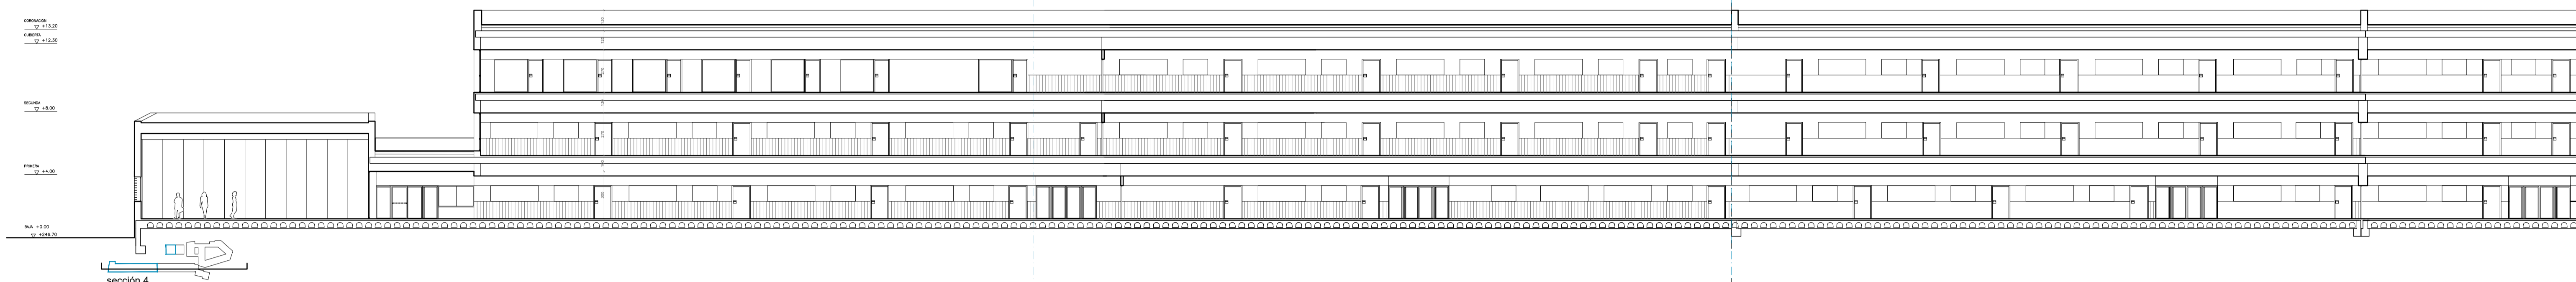 CORONACIÓN
+13.20
CUBIERTA
+12.30
SEGUNDA
+8.00
PRIMERA
+4.00
BAJA +0.00
+246.70
sección 4